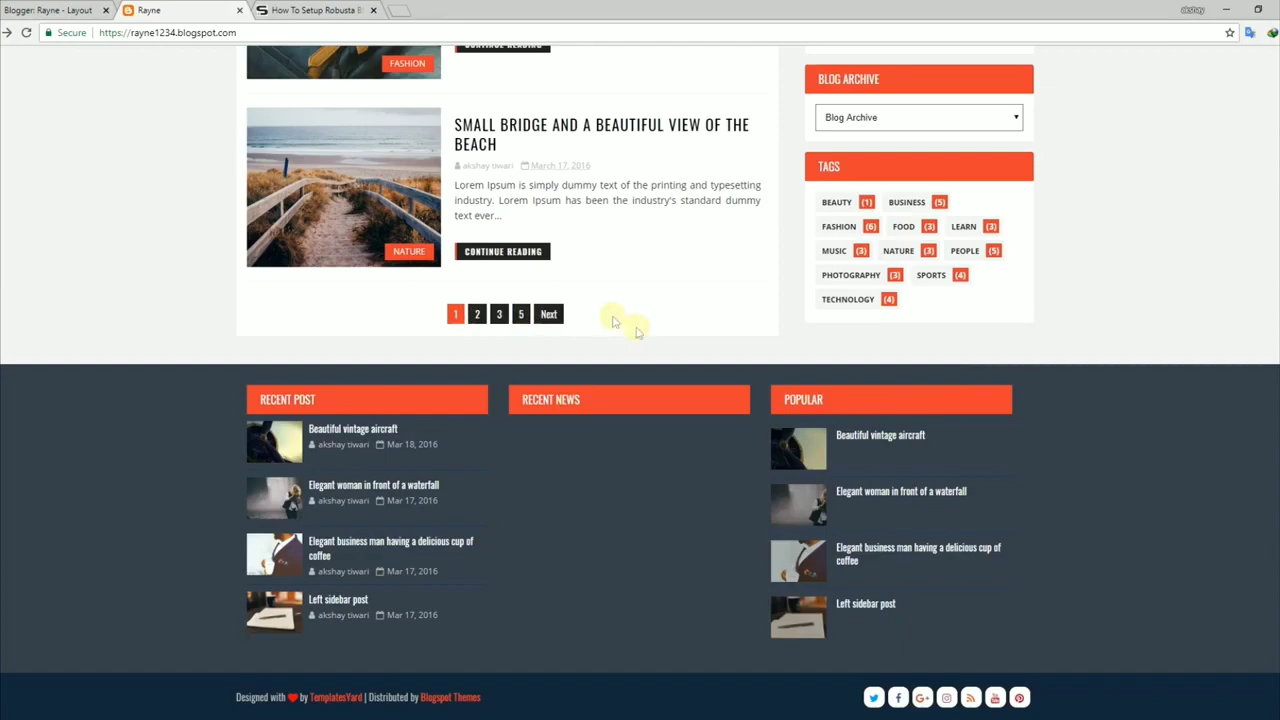 Blogger: Rayne - Layout
Rayne
How To Setup Robusta B
akshay
Secure
https://rayne1234.blogspot.com
FASHION
CONTINUE READING
SMALL BRIDGE AND A BEAUTIFUL VIEW OF THE
BEACH
akshay tiwari March 17, 2016
Lorem Ipsum is simply dummy text of the printing and typesetting
industry. Lorem Ipsum has been the industry's standard dummy
text ever...
NATURE
CONTINUE READING
1 2 3 5 Next
BLOG ARCHIVE
Blog Archive
TAGS
BEAUTY (1) BUSINESS (5)
FASHION (6) FOOD (3) LEARN (3)
MUSIC (3) NATURE (3) PEOPLE (5)
PHOTOGRAPHY (3) SPORTS (4)
TECHNOLOGY (4)
RECENT POST
Beautiful vintage aircraft
akshay tiwari Mar 18, 2016
Elegant woman in front of a waterfall
akshay tiwari Mar 17, 2016
Elegant business man having a delicious cup of
coffee
akshay tiwari Mar 17, 2016
Left sidebar post
akshay tiwari Mar 17, 2016
RECENT NEWS
POPULAR
Beautiful vintage aircraft
Elegant woman in front of a waterfall
Elegant business man having a delicious cup of
coffee
Left sidebar post
Designed with by TemplatesYard | Distributed by Blogspot Themes